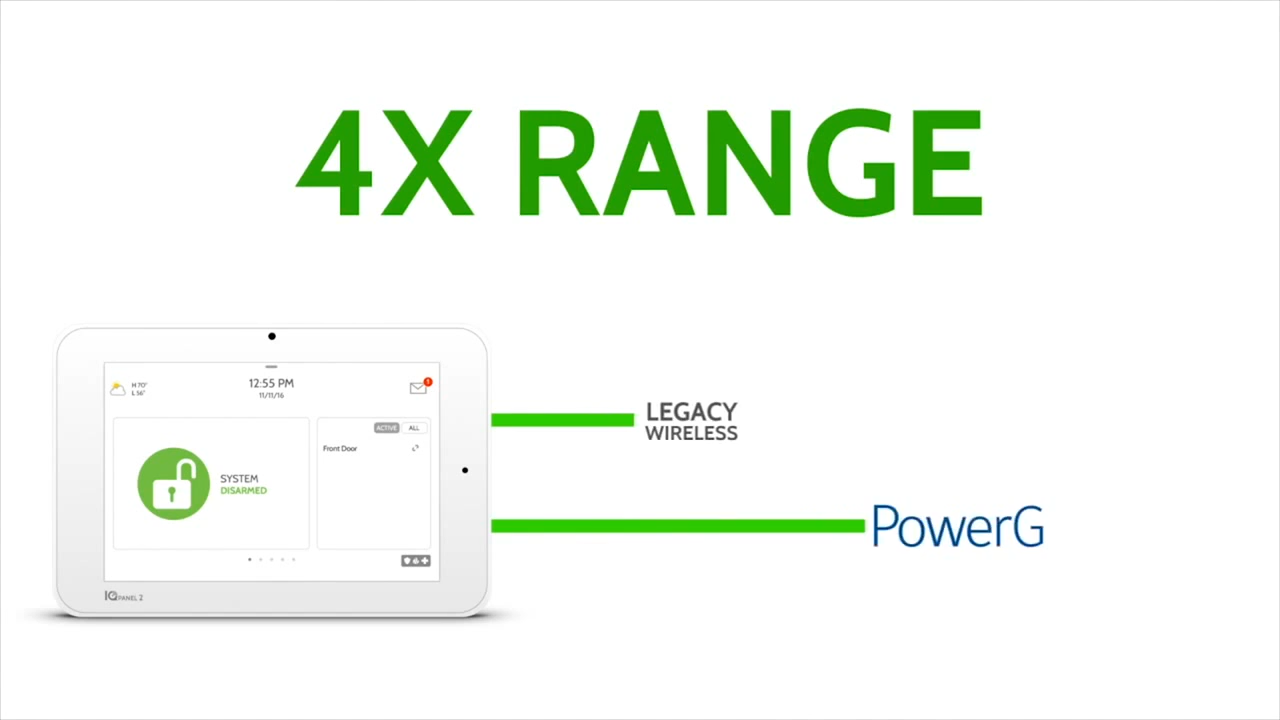 4X RANGE
12:55 PM
11/11/16
H 70°
L 56°
1
ACTIVE
ALL
Front Door
SYSTEM
DISARMED
IQ PANEL 2
LEGACY
WIRELESS
PowerG